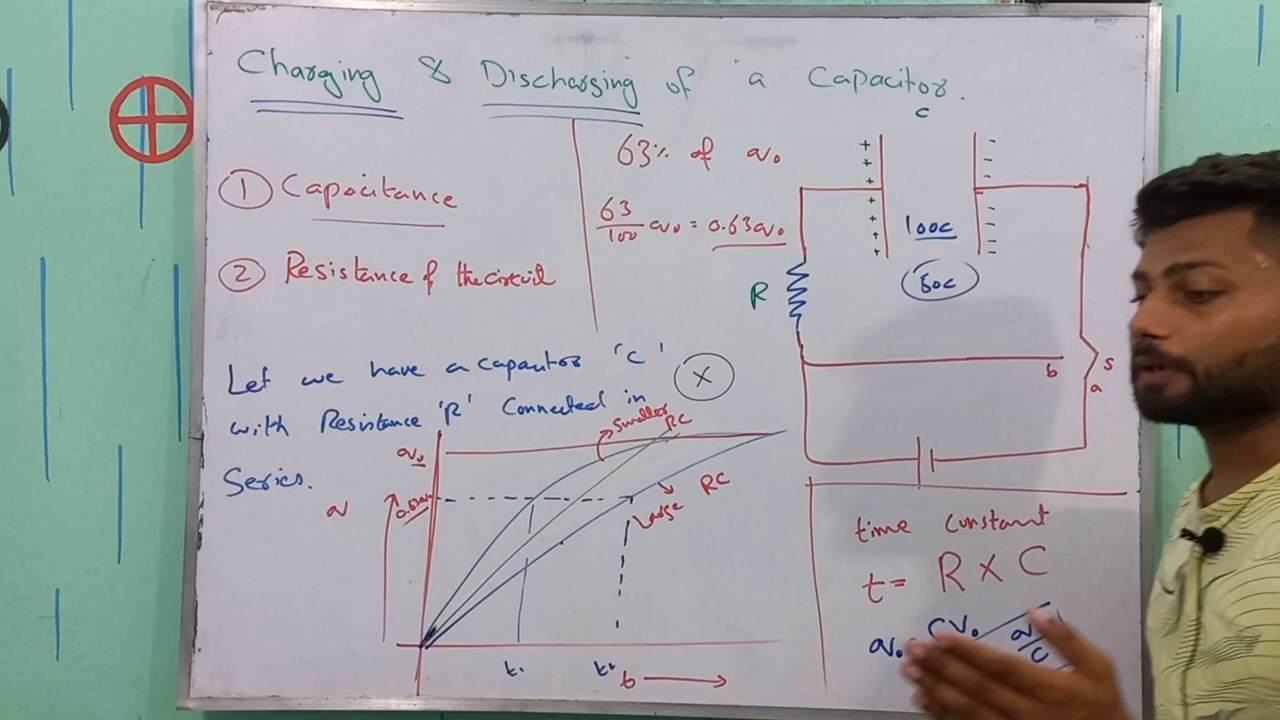 Charging & Discharging of a Capacitor.
① Capacitance
② Resistance of the circuit
63% of q₀
63/100 q₀ = 0.63q₀
Let we have a capacitor 'C'
with Resistance 'R' Connected in
Series.
X
Smaller RC
q₀
0.63q₀
q
RC
Large
t₁
t₂
t
C
+ + + + + + +
- - - - - - -
100C
R
b
S
a
time constant
t = R X C
q₀ CV₀
q/C